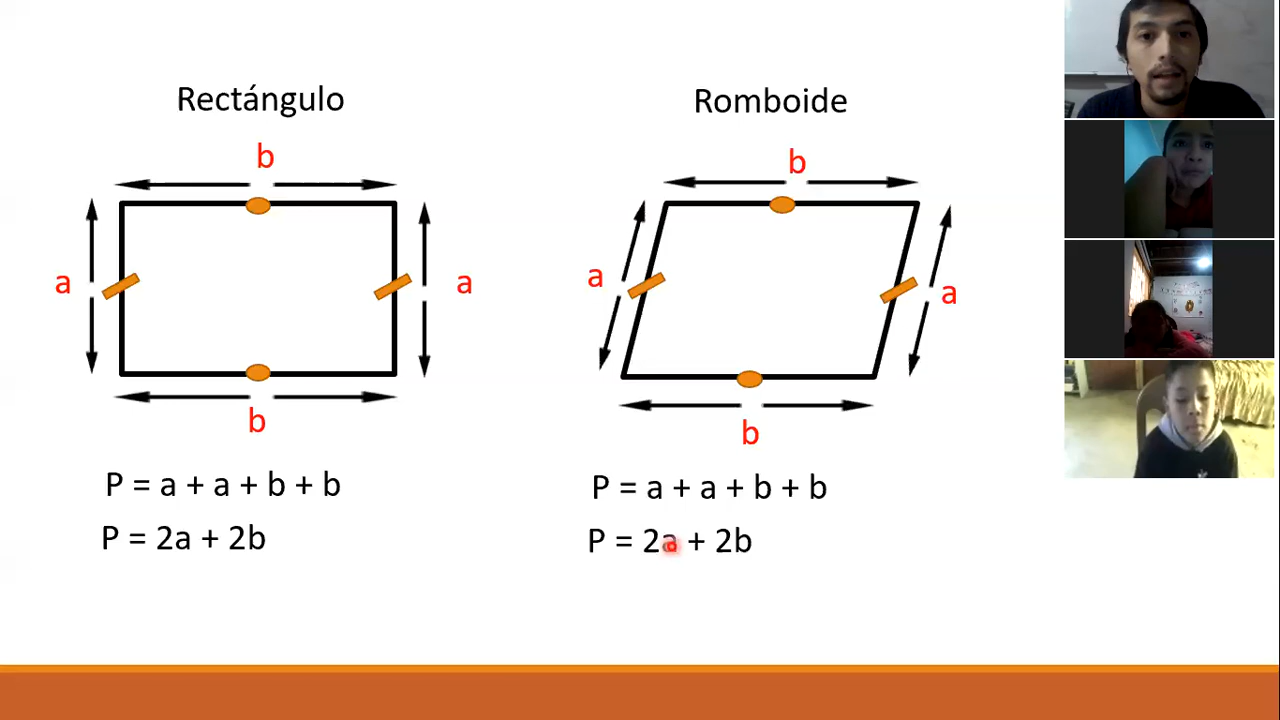 Rectángulo
b
a
a
b
P = a + a + b + b
P = 2a + 2b
Romboide
b
a
a
b
P = a + a + b + b
P = 2a + 2b